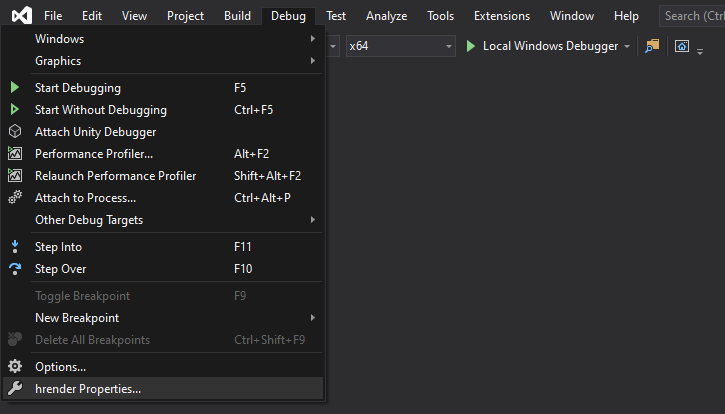 File Edit View Project Build Debug Test Analyze Tools Extensions Window Help Search (Ctr
x64 Local Windows Debugger
Windows
Graphics
Start Debugging F5
Start Without Debugging Ctrl+F5
Attach Unity Debugger
Performance Profiler... Alt+F2
Relaunch Performance Profiler Shift+Alt+F2
Attach to Process... Ctrl+Alt+P
Other Debug Targets
Step Into F11
Step Over F10
Toggle Breakpoint F9
New Breakpoint
Delete All Breakpoints Ctrl+Shift+F9
Options...
hrender Properties...